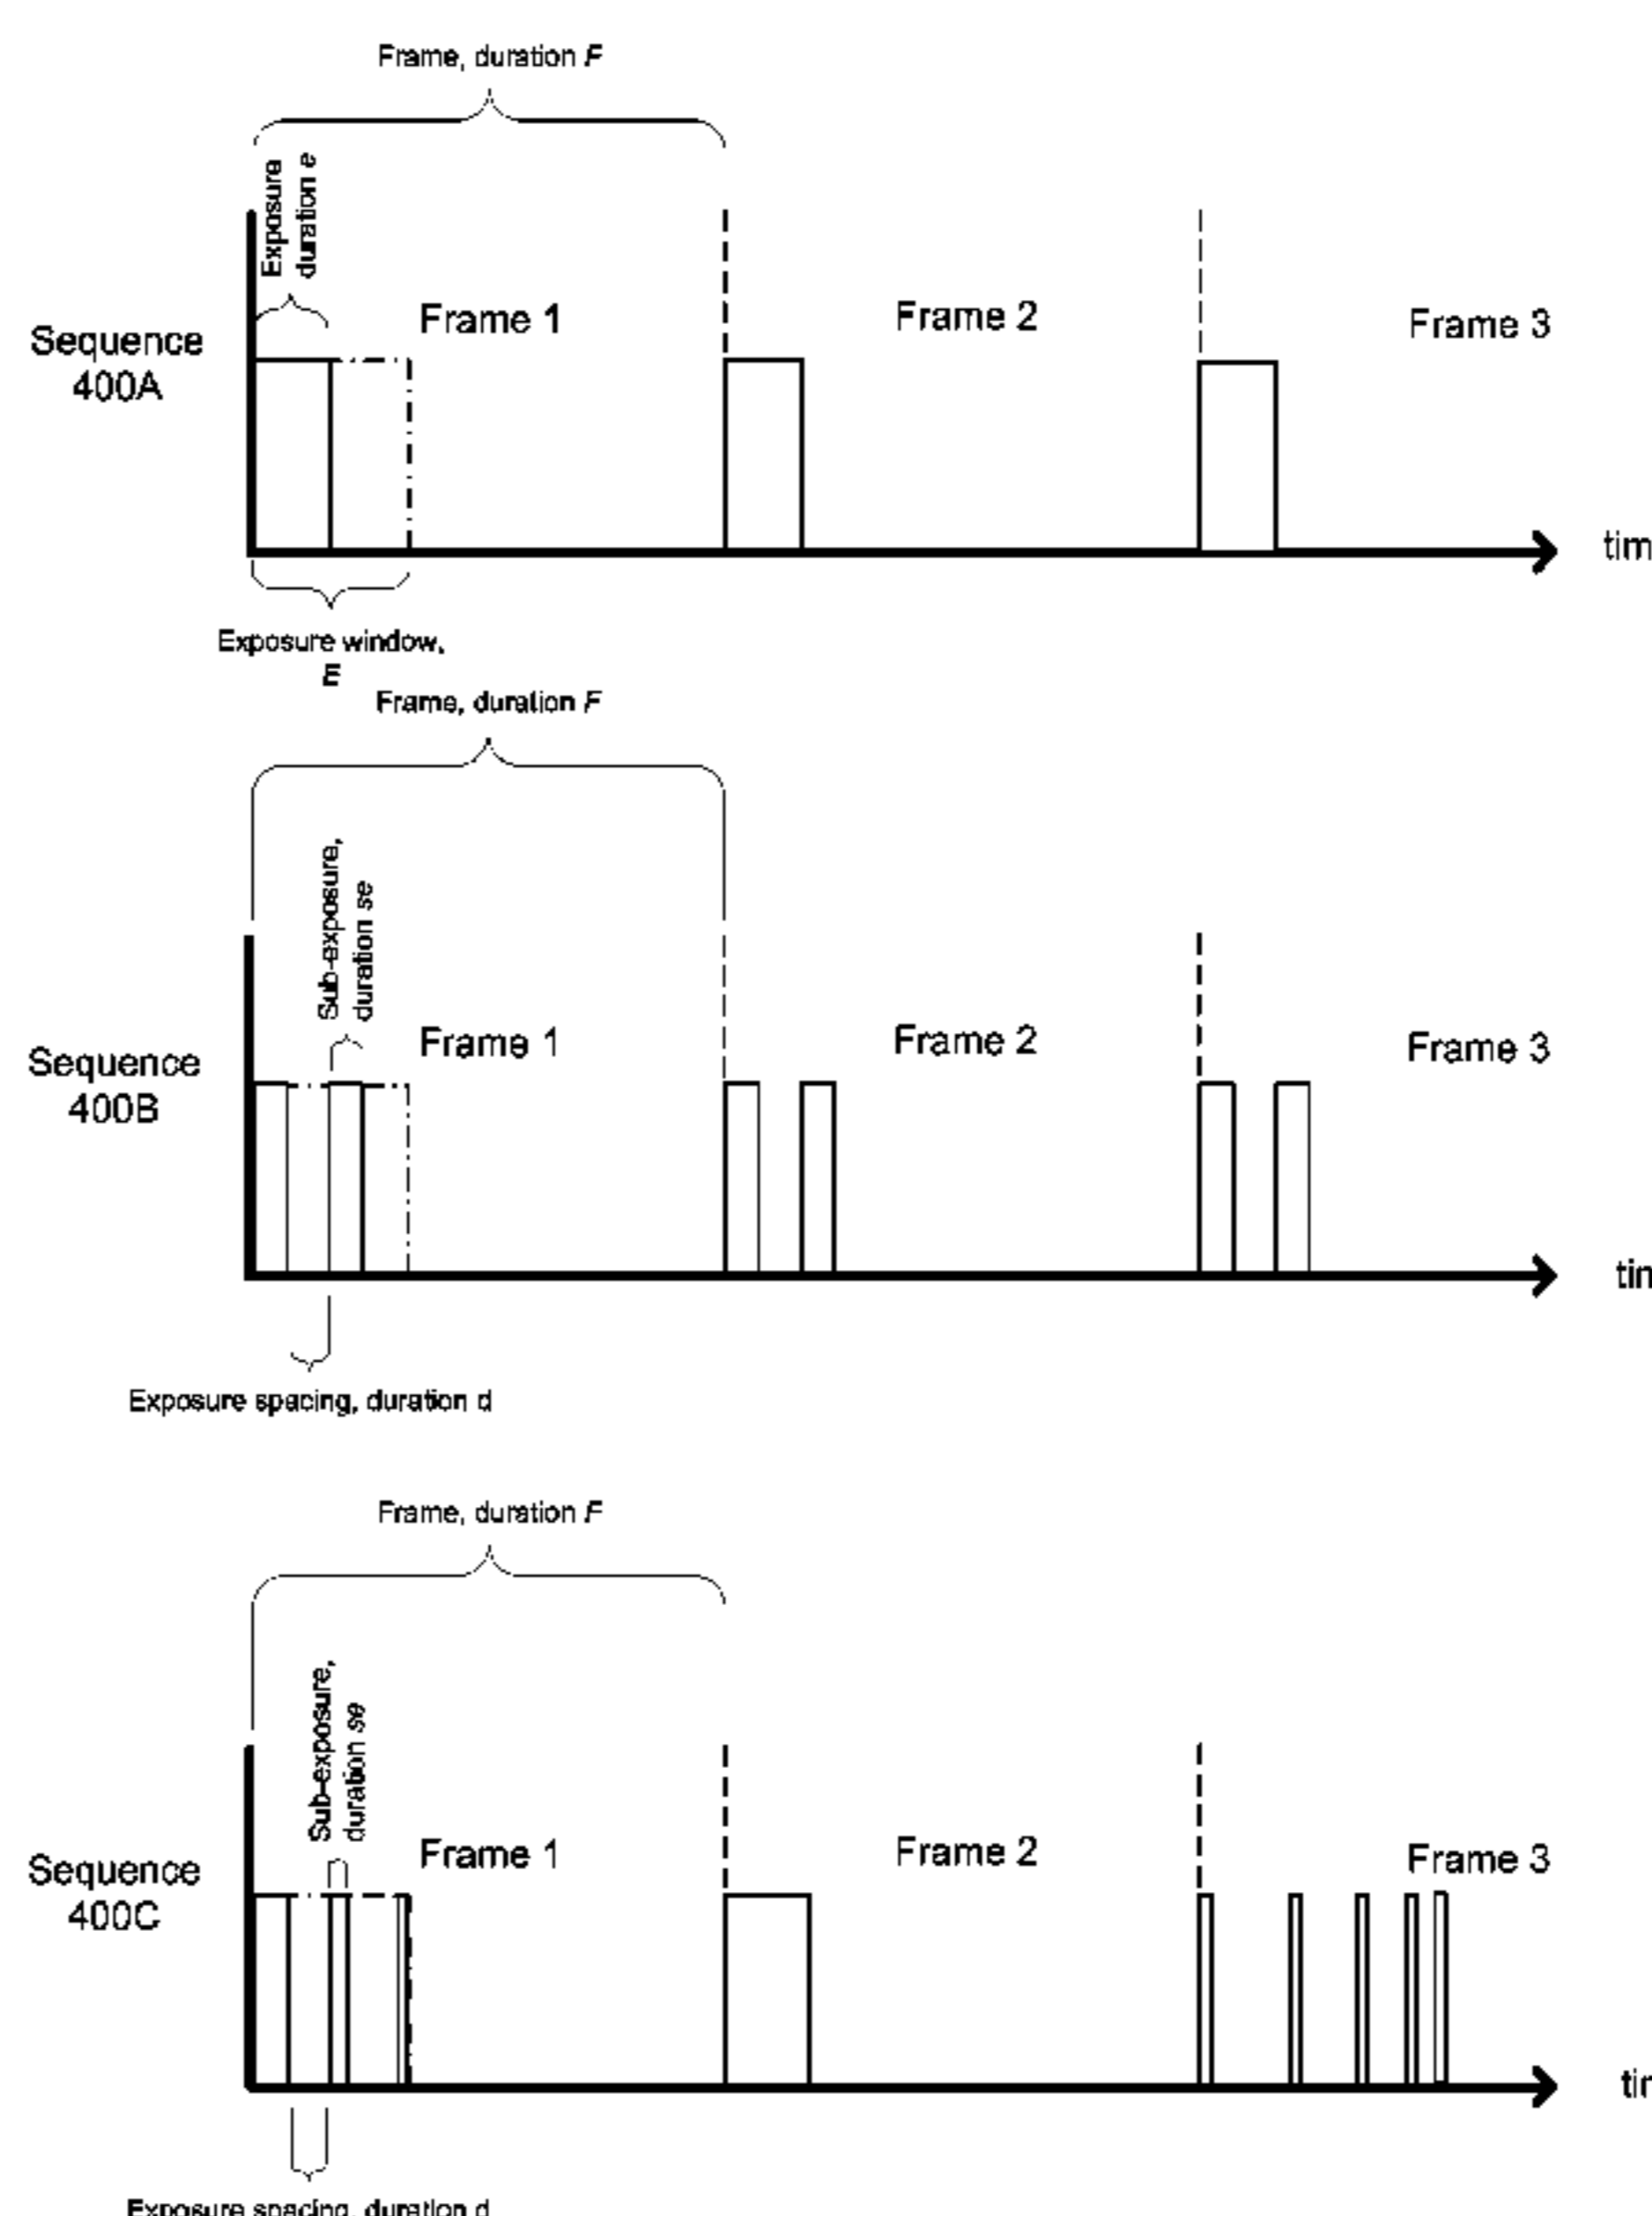 Frame, duration F
Exposure
duration e
Frame 1
Frame 2
Frame 3
Sequence
400A
tim
Exposure window,
E
Frame, duration F
Sub-exposure,
duration se
Frame 1
Frame 2
Frame 3
Sequence
400B
tin
Exposure spacing, duration d
Frame, duration F
Sub-exposure,
duration se
Frame 1
Frame 2
Frame 3
Sequence
400C
tir
Exposure spacing, duration d